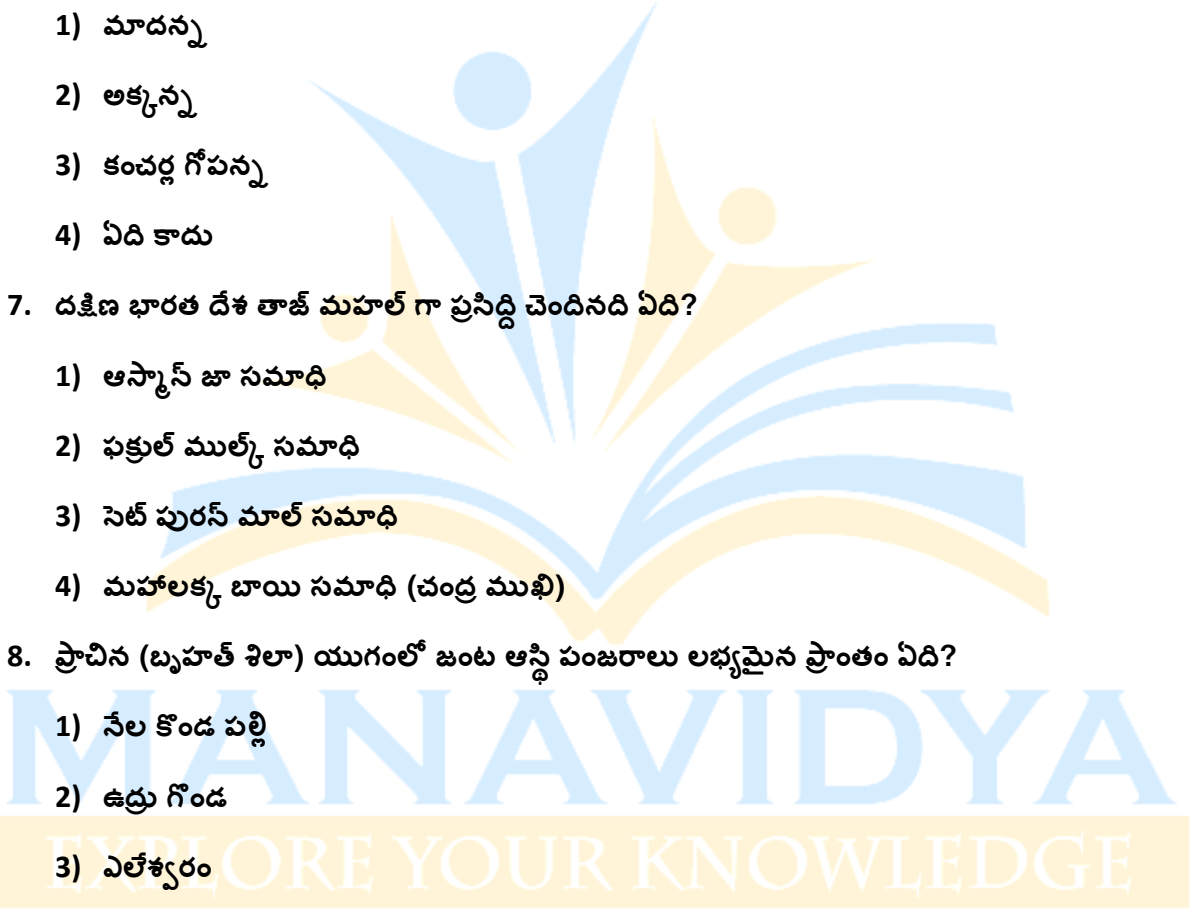 1) మాదన్న
2) అక్కన్న
3) కంచర్ల గోపన్న
4) ఏది కాదు
7. దక్షిణ భారత దేశ తాజ్ మహల్ గా ప్రసిద్ది చెందినది ఏది?
1) ఆస్మాస్ జా సమాధి
2) ఫక్రుల్ ముల్క్ సమాధి
3) సెట్ పురస్ మాల్ సమాధి
4) మహాలక్క బాయి సమాధి (చంద్ర ముఖి)
8. ప్రాచిన (బృహత్ శిలా) యుగంలో జంట ఆస్థి పంజరాలు లభ్యమైన ప్రాంతం ఏది?
1) నేల కొండ పల్లి
MANAVIDYA
2) ఉద్రు గొండ
3) ఎలేశ్వరం
EXPLORE YOUR KNOWLEDGE